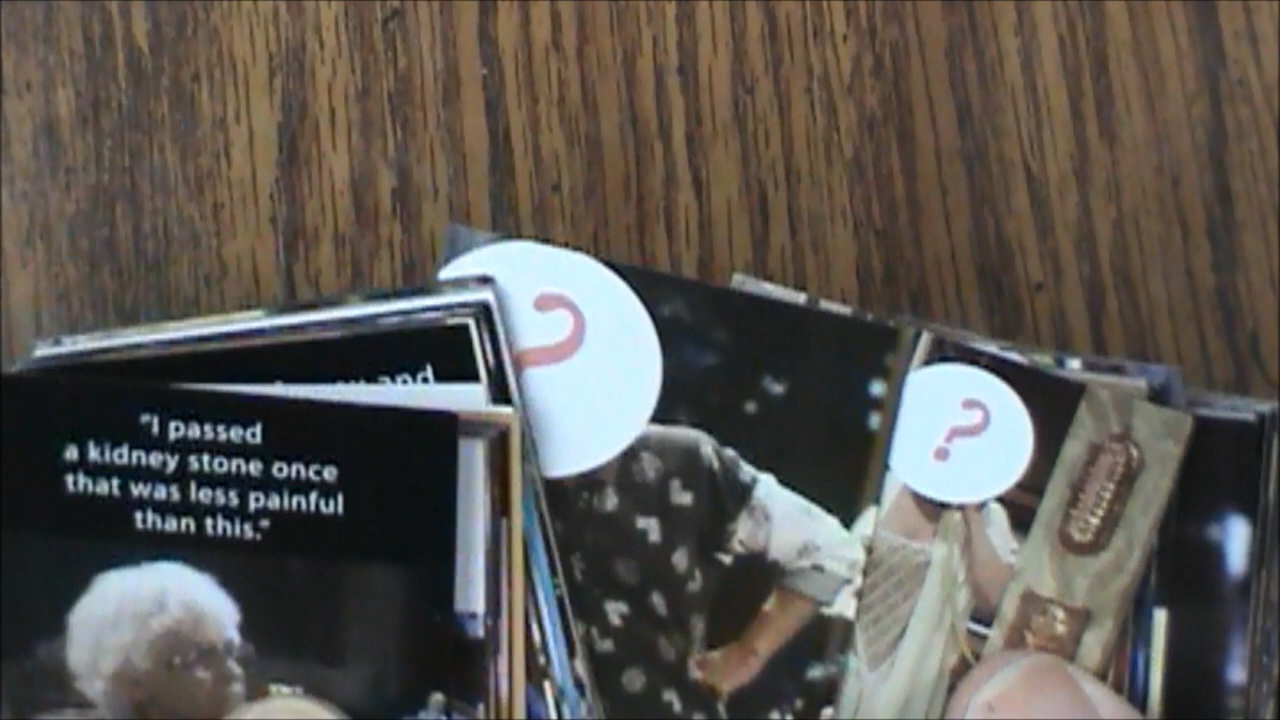 and
"I passed
a kidney stone once
that was less painful
than this."
?
?